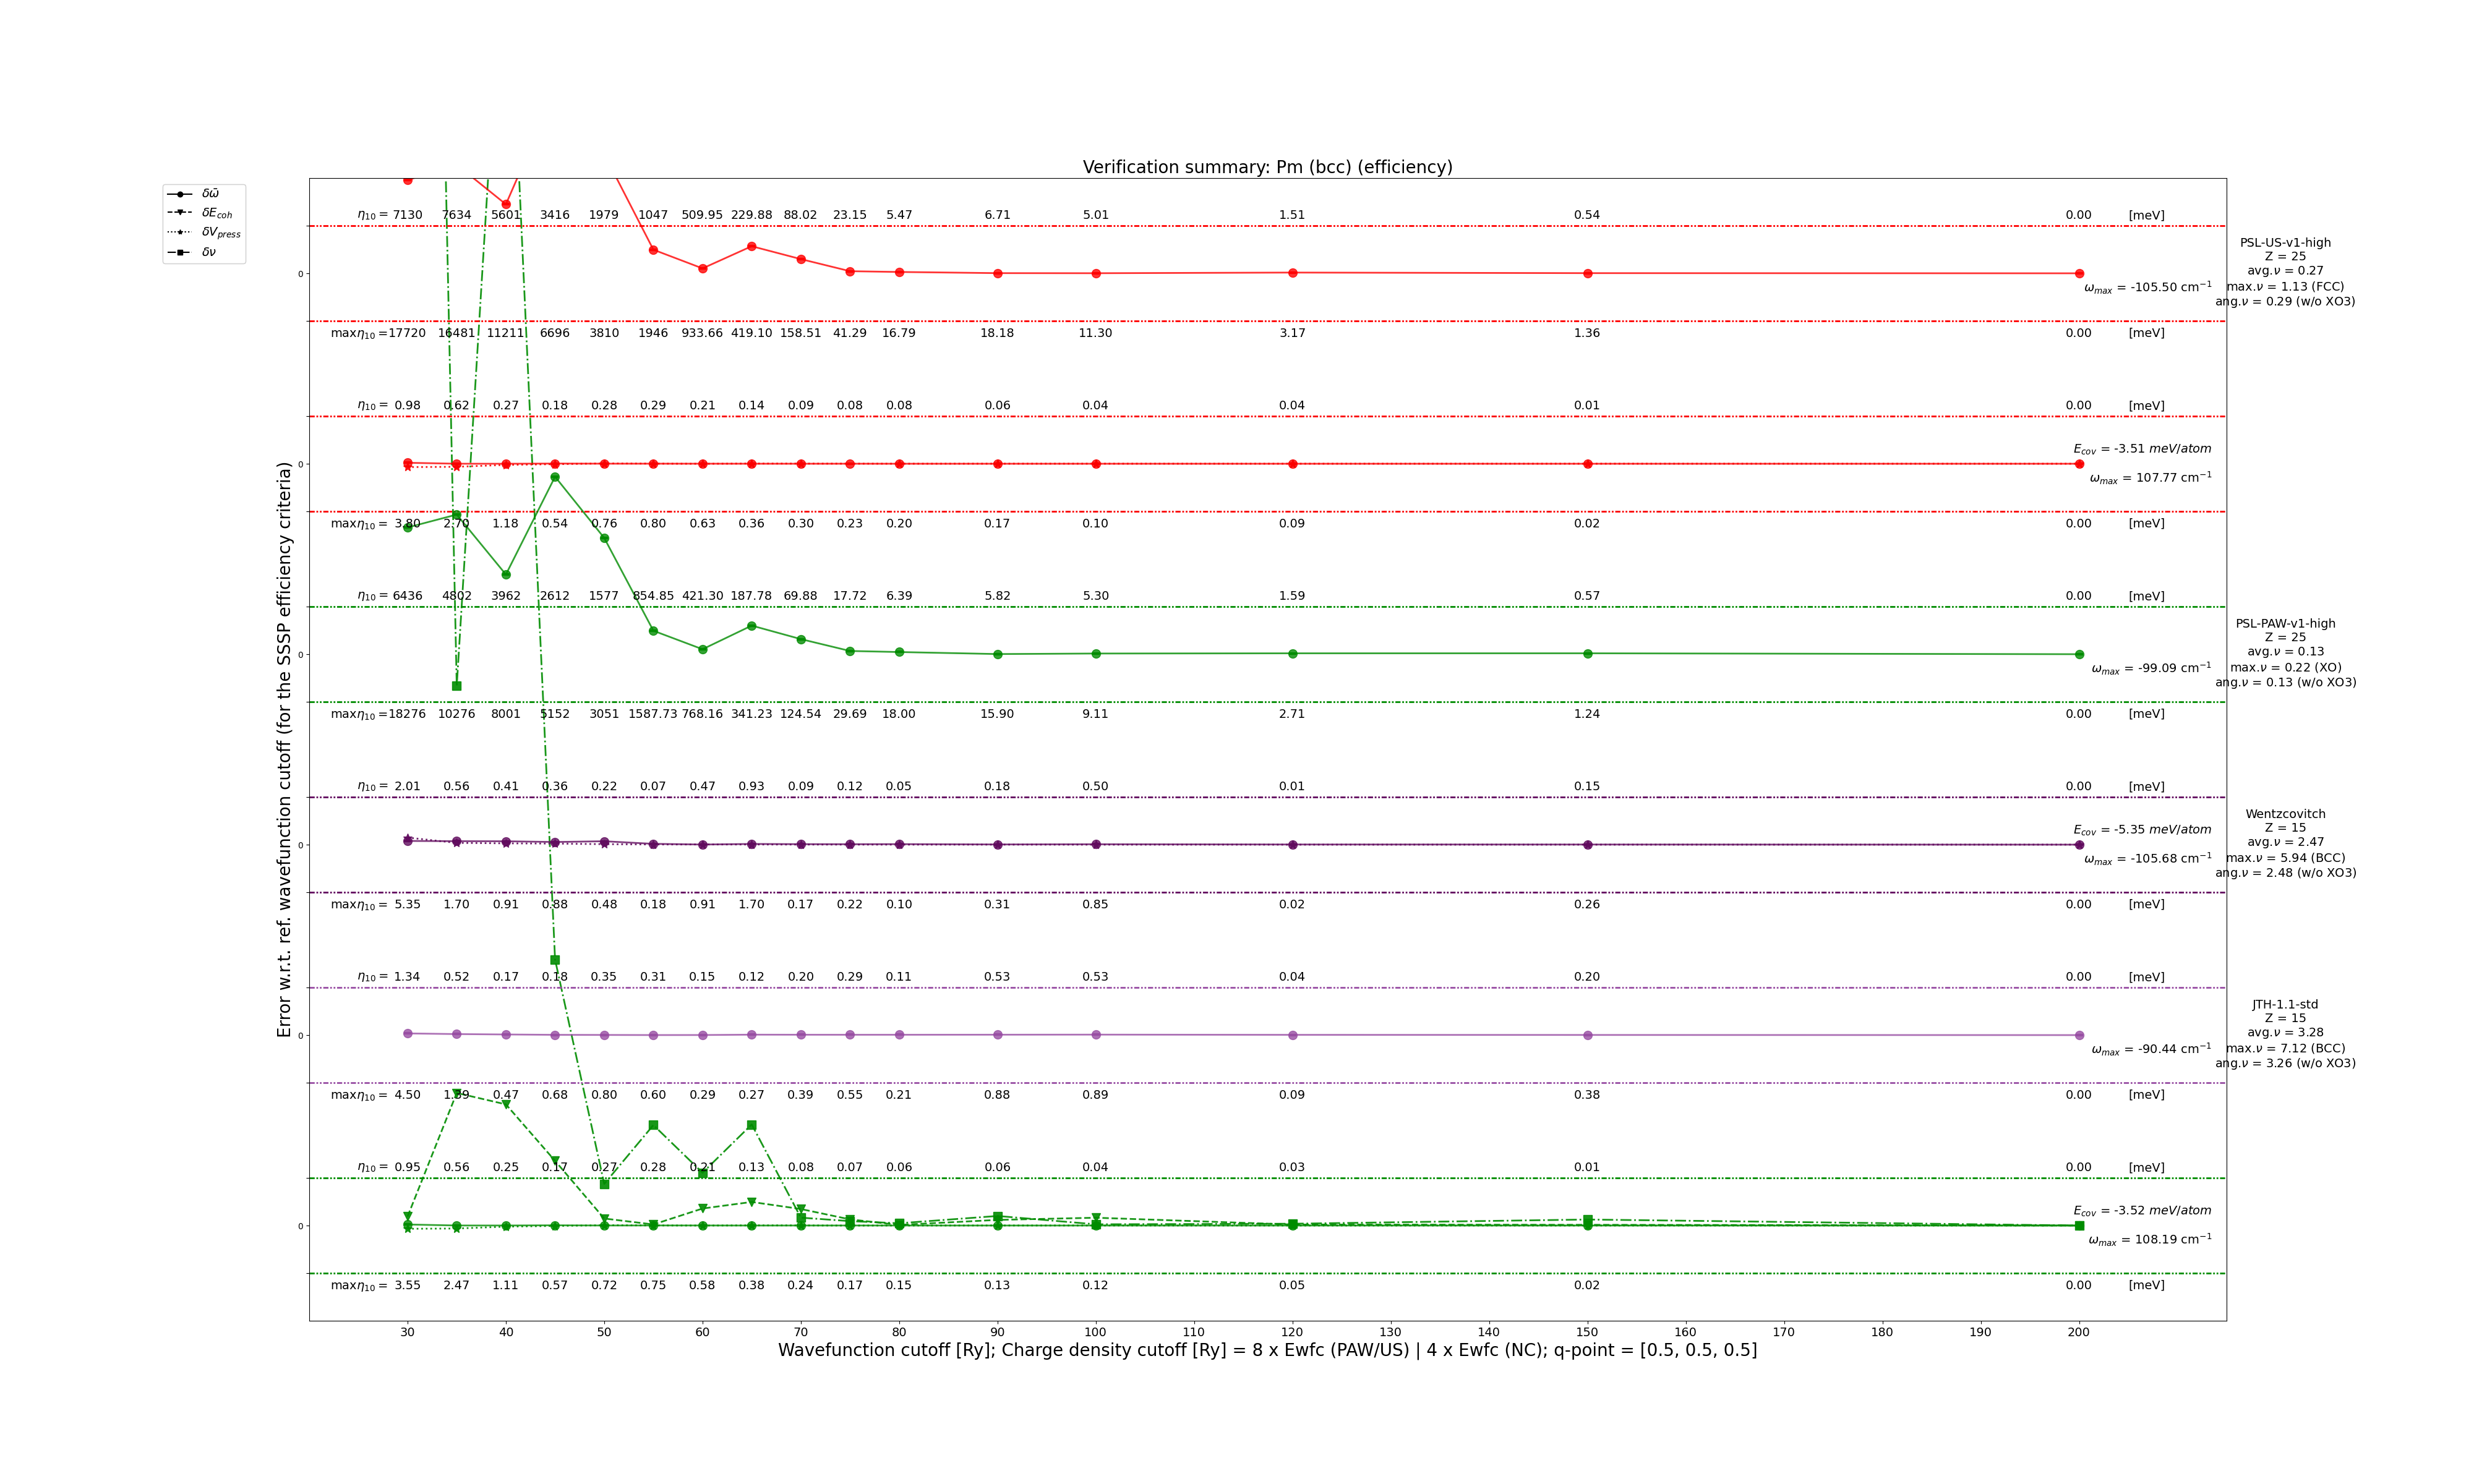 Verification summary: Pm (bcc) (efficiency)
δω̄
δE_coh
δV_press
δν
Error w.r.t. ref. wavefunction cutoff (for the SSSP efficiency criteria)
η₁₀ = 7130 7634 5601 3416 1979 1047 509.95 229.88 88.02 23.15 5.47 6.71 5.01 1.51 0.54 0.00 [meV]
PSL-US-v1-high
Z = 25
avg.ν = 0.27
0
ω_max = -105.50 cm⁻¹ max.ν = 1.13 (FCC)
ang.ν = 0.29 (w/o XO3)
maxη₁₀ = 17720 16481 11211 6696 3810 1946 933.66 419.10 158.51 41.29 16.79 18.18 11.30 3.17 1.36 0.00 [meV]
η₁₀ = 0.98 0.62 0.27 0.18 0.28 0.29 0.21 0.14 0.09 0.08 0.08 0.06 0.04 0.04 0.01 0.00 [meV]
E_cov = -3.51 meV/atom
0
ω_max = 107.77 cm⁻¹
maxη₁₀ = 3.80 2.70 1.18 0.54 0.76 0.80 0.63 0.36 0.30 0.23 0.20 0.17 0.10 0.09 0.02 0.00 [meV]
η₁₀ = 6436 4802 3962 2612 1577 854.85 421.30 187.78 69.88 17.72 6.39 5.82 5.30 1.59 0.57 0.00 [meV]
PSL-PAW-v1-high
Z = 25
avg.ν = 0.13
0
ω_max = -99.09 cm⁻¹ max.ν = 0.22 (XO)
ang.ν = 0.13 (w/o XO3)
maxη₁₀ = 18276 10276 8001 5152 3051 1587.73 768.16 341.23 124.54 29.69 18.00 15.90 9.11 2.71 1.24 0.00 [meV]
η₁₀ = 2.01 0.56 0.41 0.36 0.22 0.07 0.47 0.93 0.09 0.12 0.05 0.18 0.50 0.01 0.15 0.00 [meV]
Wentzcovitch
Z = 15
E_cov = -5.35 meV/atom
avg.ν = 2.47
0
ω_max = -105.68 cm⁻¹ max.ν = 5.94 (BCC)
ang.ν = 2.48 (w/o XO3)
maxη₁₀ = 5.35 1.70 0.91 0.88 0.48 0.18 0.91 1.70 0.17 0.22 0.10 0.31 0.85 0.02 0.26 0.00 [meV]
η₁₀ = 1.34 0.52 0.17 0.18 0.35 0.31 0.15 0.12 0.20 0.29 0.11 0.53 0.53 0.04 0.20 0.00 [meV]
JTH-1.1-std
Z = 15
avg.ν = 3.28
0
ω_max = -90.44 cm⁻¹ max.ν = 7.12 (BCC)
ang.ν = 3.26 (w/o XO3)
maxη₁₀ = 4.50 0.47 0.68 0.80 0.60 0.29 0.27 0.39 0.55 0.21 0.88 0.89 0.09 0.38 0.00 [meV]
η₁₀ = 0.95 0.56 0.25 0.17 0.27 0.28 0.21 0.13 0.08 0.07 0.06 0.06 0.04 0.03 0.01 0.00 [meV]
E_cov = -3.52 meV/atom
0
ω_max = 108.19 cm⁻¹
maxη₁₀ = 3.55 2.47 1.11 0.57 0.72 0.75 0.58 0.38 0.24 0.17 0.15 0.13 0.12 0.05 0.02 0.00 [meV]
30 40 50 60 70 80 90 100 110 120 130 140 150 160 170 180 190 200
Wavefunction cutoff [Ry]; Charge density cutoff [Ry] = 8 x Ewfc (PAW/US) | 4 x Ewfc (NC); q-point = [0.5, 0.5, 0.5]